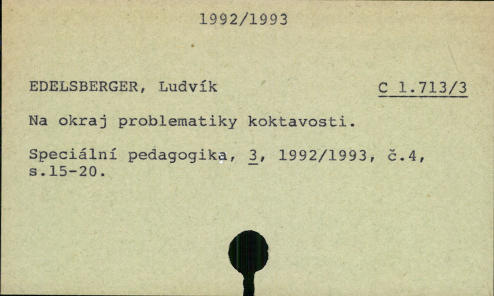 1992/1993
EDELSBERGER, Ludvík C 1.713/3
Na okraj problematiky koktavosti.
Speciální pedagogika, 3, 1992/1993, č.4,
s.15-20.